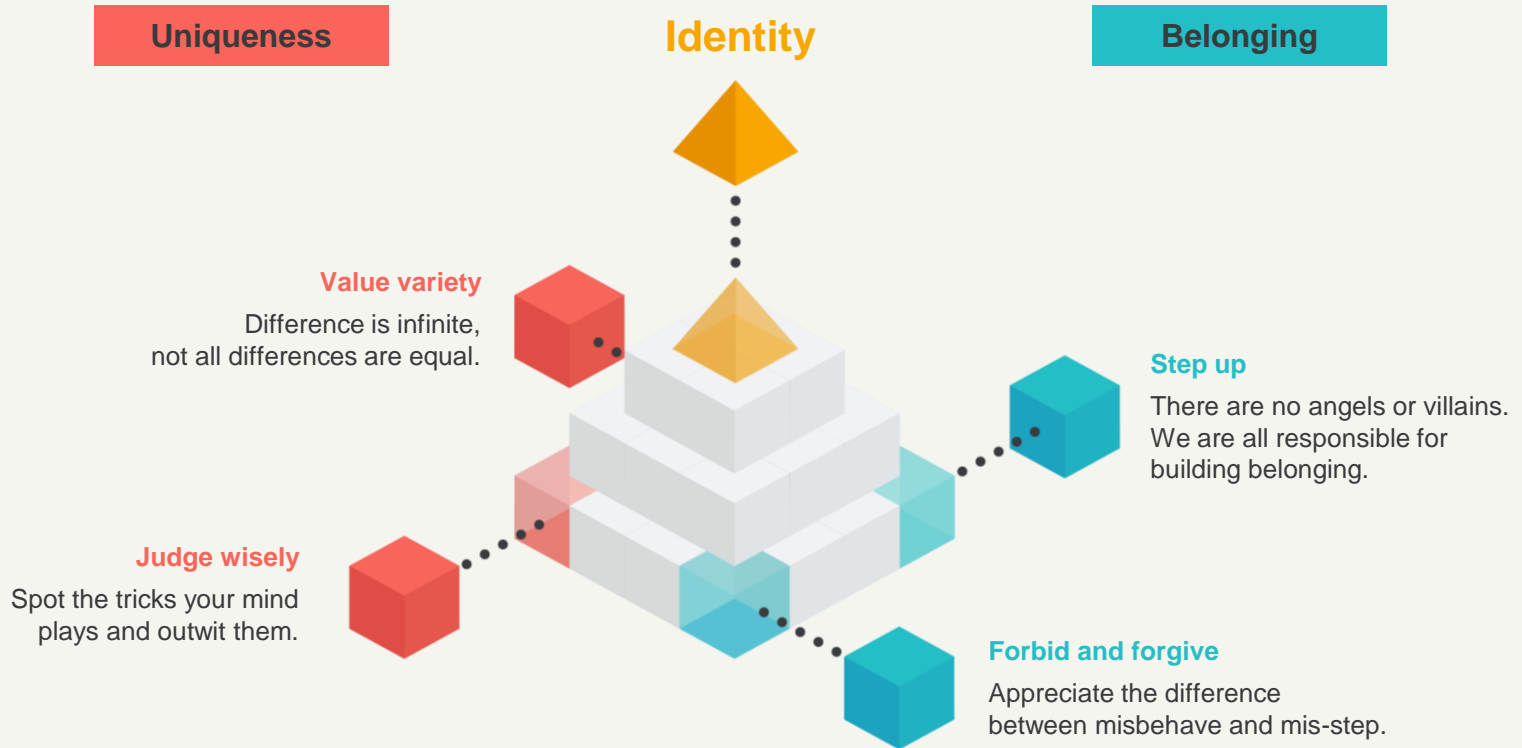 Uniqueness
Identity
Belonging
Value variety
Difference is infinite,
not all differences are equal.
Step up
There are no angels or villains.
We are all responsible for
building belonging.
Judge wisely
Spot the tricks your mind
plays and outwit them.
Forbid and forgive
Appreciate the difference
between misbehave and mis-step.